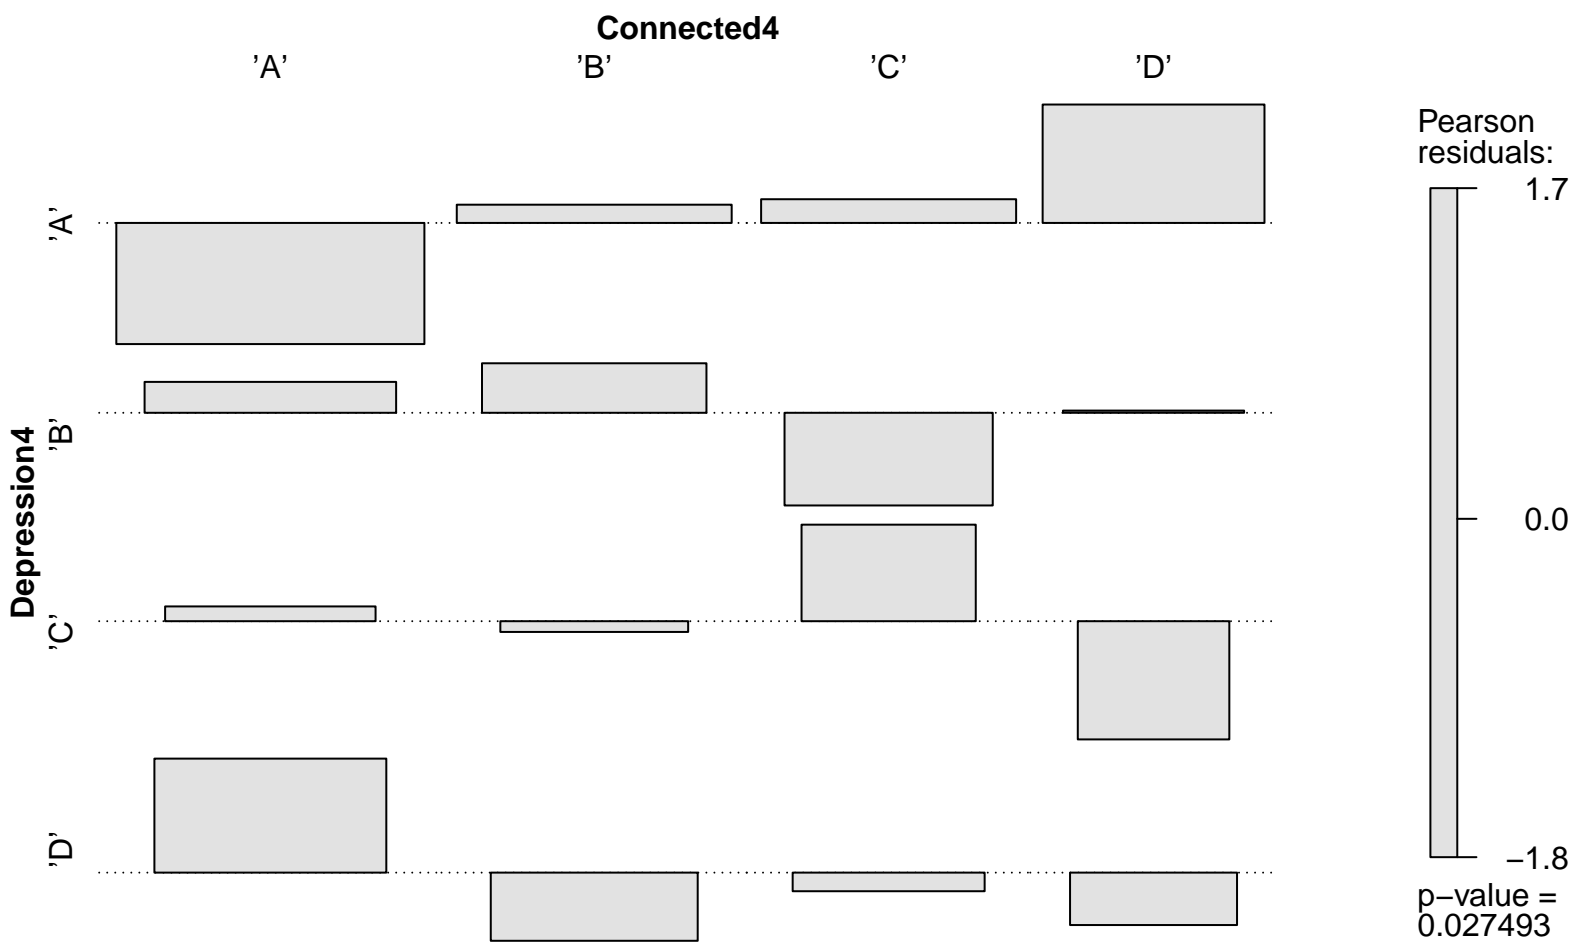 Connected4
’A’ ’B’ ’C’ ’D’
Depression4
’A’
’B’
’C’
’D’
Pearson
residuals:
1.7
0.0
−1.8
p−value =
0.027493